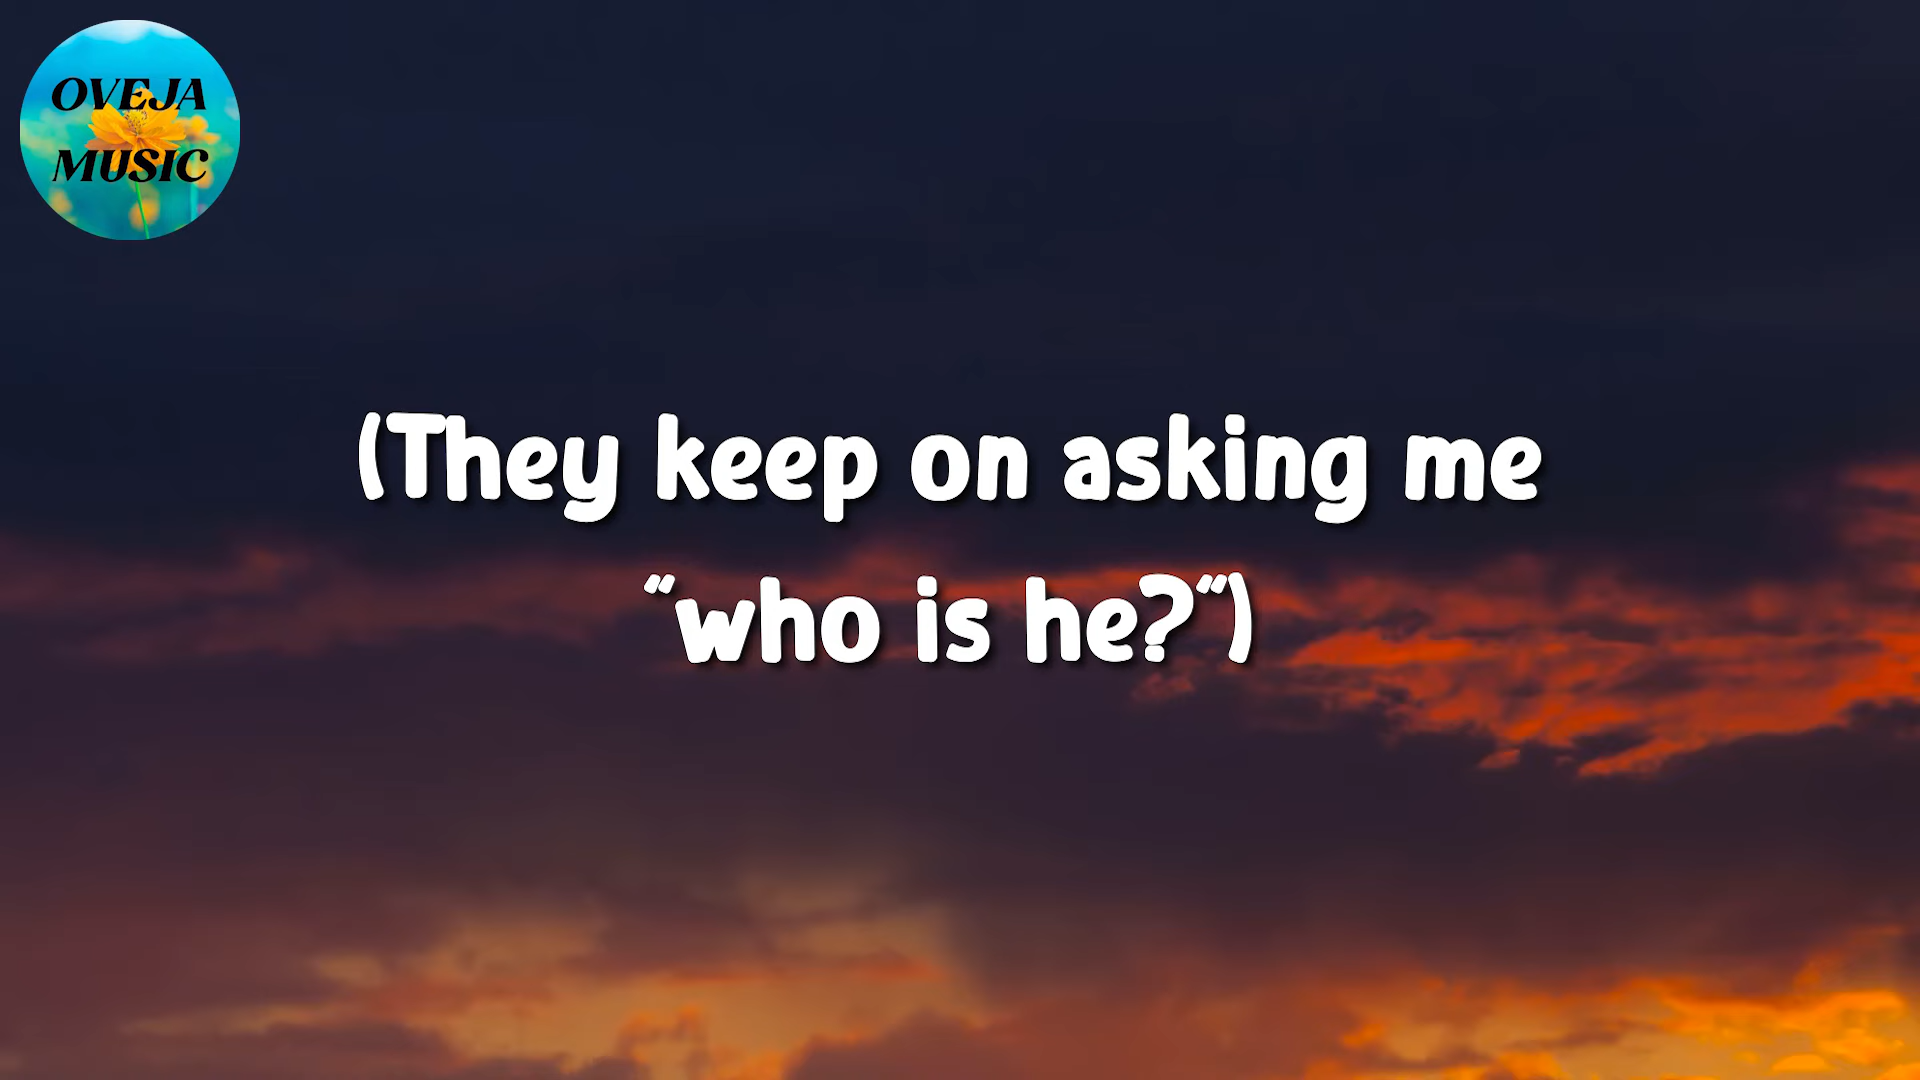 OVEJA
MUSIC
(They keep on asking me
“who is he?”)